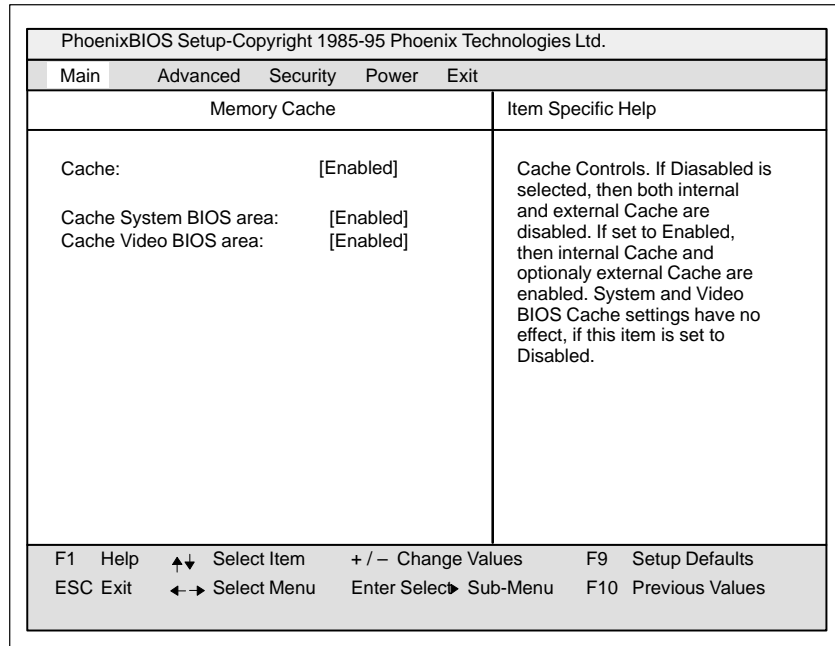 PhoenixBIOS Setup-Copyright 1985-95 Phoenix Technologies Ltd.
Main Advanced Security Power Exit
Memory Cache
Item Specific Help
Cache: [Enabled]
Cache System BIOS area: [Enabled]
Cache Video BIOS area: [Enabled]
Cache Controls. If Diasabled is
selected, then both internal
and external Cache are
disabled. If set to Enabled,
then internal Cache and
optionaly external Cache are
enabled. System and Video
BIOS Cache settings have no
effect, if this item is set to
Disabled.
F1 Help Select Item + / – Change Values F9 Setup Defaults
ESC Exit Select Menu Enter Select Sub-Menu F10 Previous Values